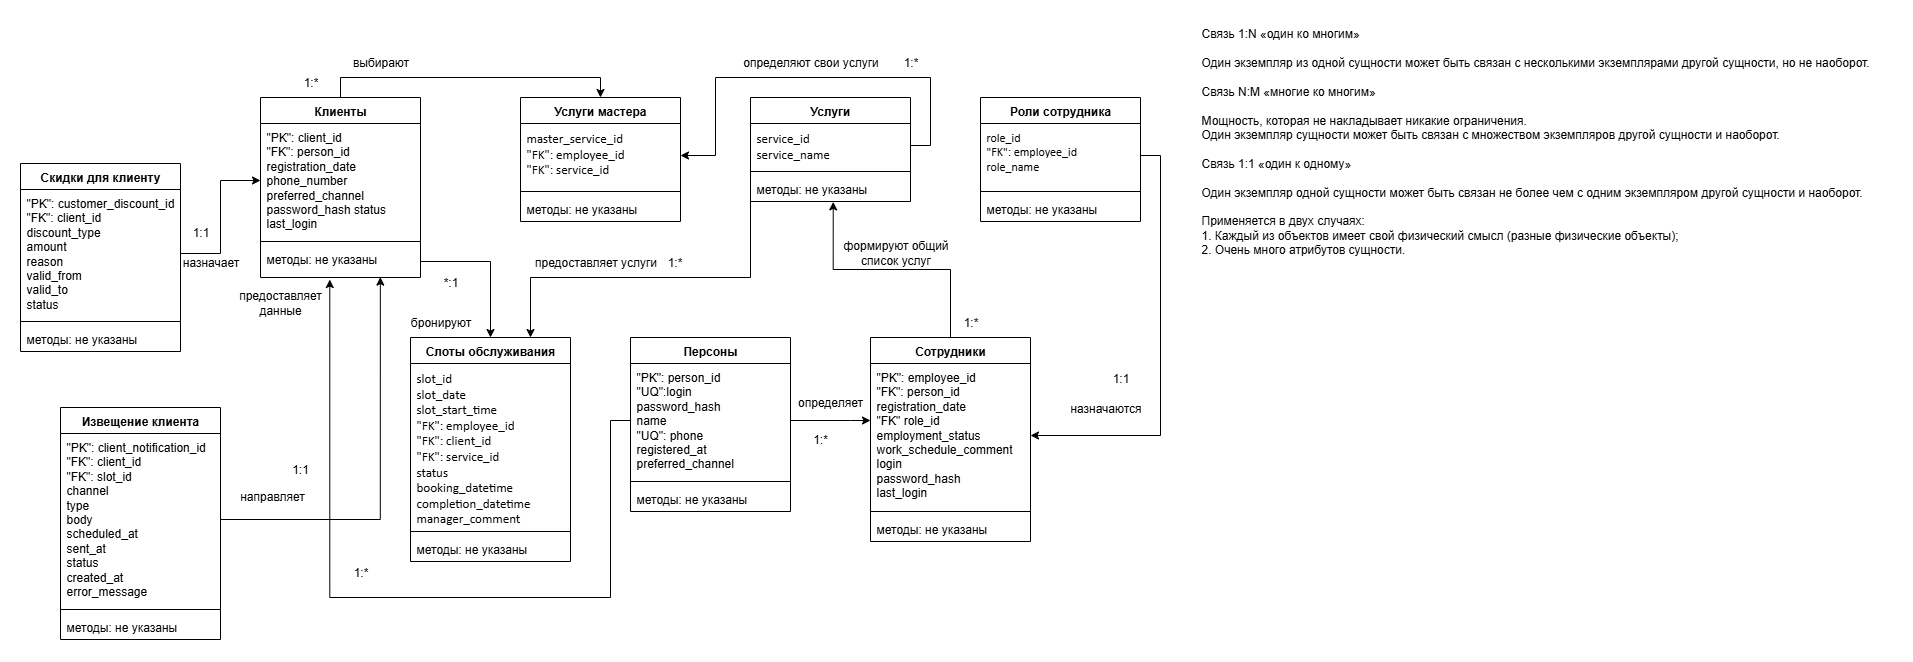 Связь 1:N «один ко многим»
Один экземпляр из одной сущности может быть связан с несколькими экземплярами другой сущности, но не наоборот.
Связь N:M «многие ко многим»
Мощность, которая не накладывает никакие ограничения.
Один экземпляр сущности может быть связан с множеством экземпляров другой сущности и наоборот.
Связь 1:1 «один к одному»
Один экземпляр одной сущности может быть связан не более чем с одним экземпляром другой сущности и наоборот.
Применяется в двух случаях:
1. Каждый из объектов имеет свой физический смысл (разные физические объекты);
2. Очень много атрибутов сущности.
выбирают
1:*
определяют свои услуги
1:*
Клиенты
"PK": client_id
"FK": person_id
registration_date
phone_number
preferred_channel
password_hash status
last_login
методы: не указаны
Услуги мастера
master_service_id
"FK": employee_id
"FK": service_id
методы: не указаны
Услуги
service_id
service_name
методы: не указаны
Роли сотрудника
role_id
"FK": employee_id
role_name
методы: не указаны
Скидки для клиенту
"PK": customer_discount_id
"FK": client_id
discount_type
amount
reason
valid_from
valid_to
status
методы: не указаны
1:1
назначает
предоставляет
данные
*:1
бронируют
предоставляет услуги
1:*
формируют общий
список услуг
1:*
Слоты обслуживания
slot_id
slot_date
slot_start_time
"FK": employee_id
"FK": client_id
"FK": service_id
status
booking_datetime
completion_datetime
manager_comment
методы: не указаны
Персоны
"PK": person_id
"UQ":login
password_hash
name
"UQ": phone
registered_at
preferred_channel
методы: не указаны
определяет
1:*
Сотрудники
"PK": employee_id
"FK": person_id
registration_date
"FK" role_id
employment_status
work_schedule_comment
login
password_hash
last_login
методы: не указаны
1:1
назначаются
Извещение клиента
"PK": client_notification_id
"FK": client_id
"FK": slot_id
channel
type
body
scheduled_at
sent_at
status
created_at
error_message
методы: не указаны
1:1
направляет
1:*